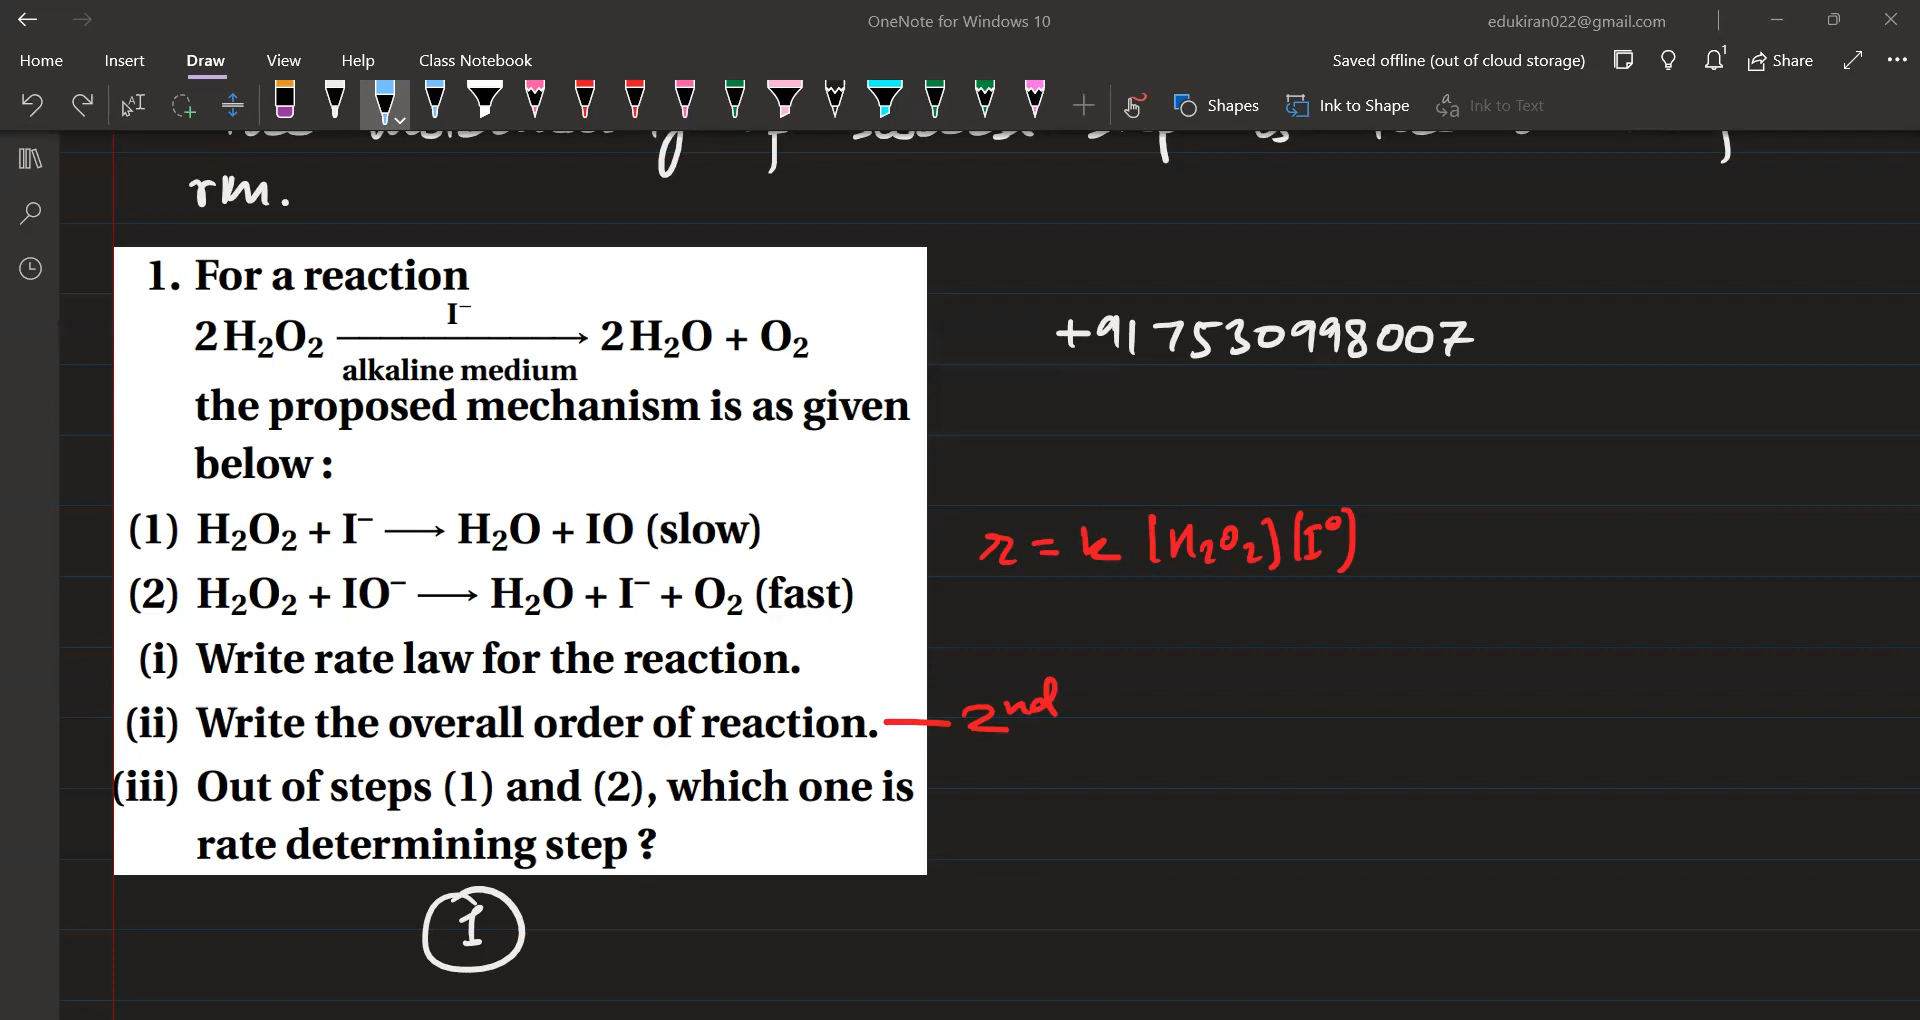 OneNote for Windows 10
edukiran022@gmail.com
Home Insert Draw View Help Class Notebook
Saved offline (out of cloud storage)
1
Share
Shapes
Ink to Shape
Ink to Text
rm.
1. For a reaction
I⁻
2H₂O₂ ⟶ 2H₂O + O₂
alkaline medium
the proposed mechanism is as given
below :
(1) H₂O₂ + I⁻ ⟶ H₂O + IO (slow)
(2) H₂O₂ + IO⁻ ⟶ H₂O + I⁻ + O₂ (fast)
(i) Write rate law for the reaction.
(ii) Write the overall order of reaction.
(iii) Out of steps (1) and (2), which one is
rate determining step ?
+917530998007
r = k [H₂O₂] (I⁰)
2nd
I